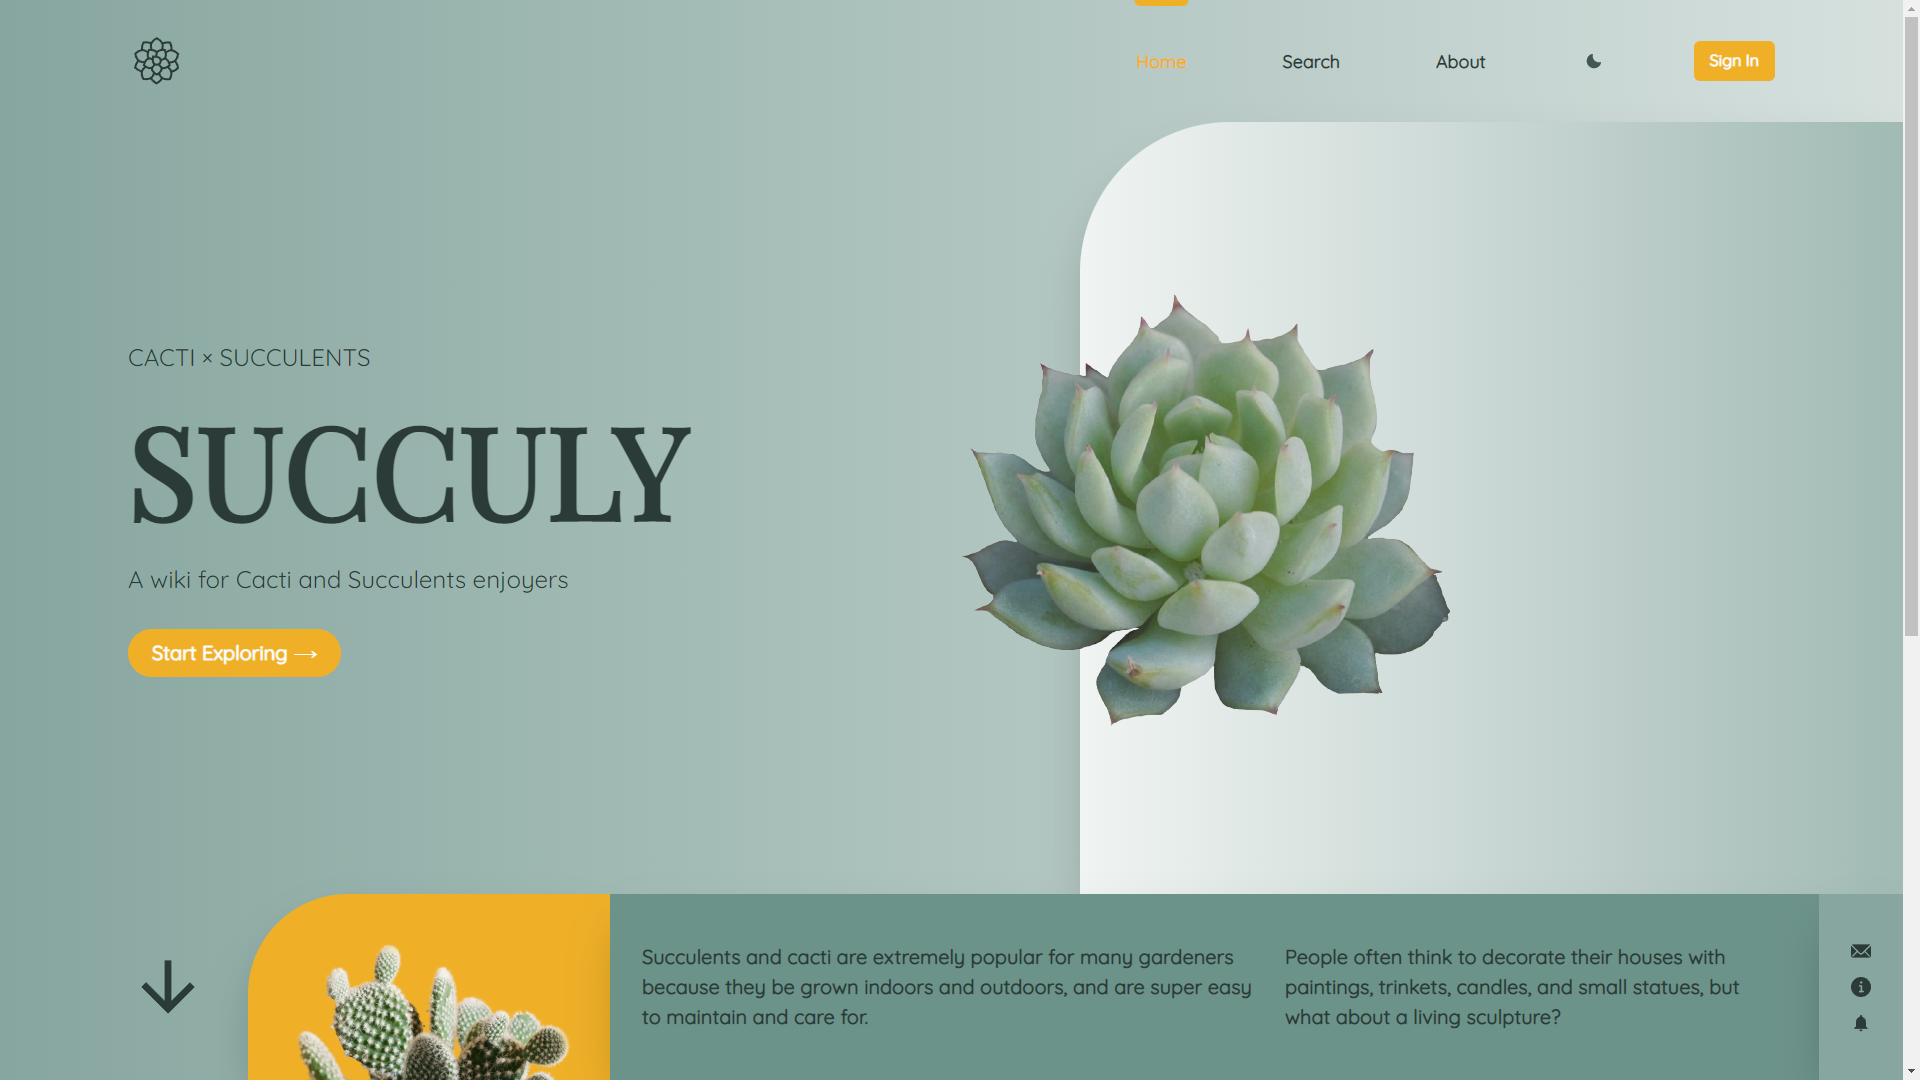 Home
Search
About
Sign In
CACTI × SUCCULENTS
SUCCULY
A wiki for Cacti and Succulents enjoyers
Start Exploring →
Succulents and cacti are extremely popular for many gardeners
because they be grown indoors and outdoors, and are super easy
to maintain and care for.
People often think to decorate their houses with
paintings, trinkets, candles, and small statues, but
what about a living sculpture?